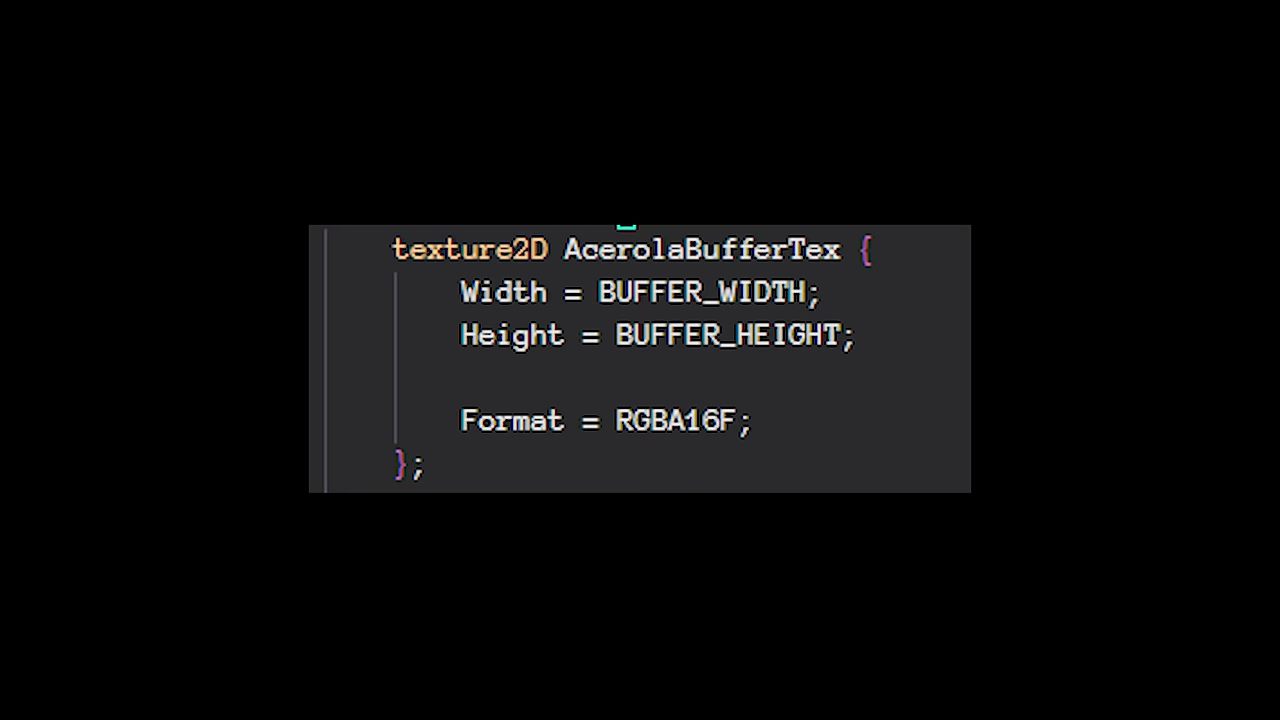 texture2D AcerolaBufferTex {
Width = BUFFER_WIDTH;
Height = BUFFER_HEIGHT;
Format = RGBA16F;
};